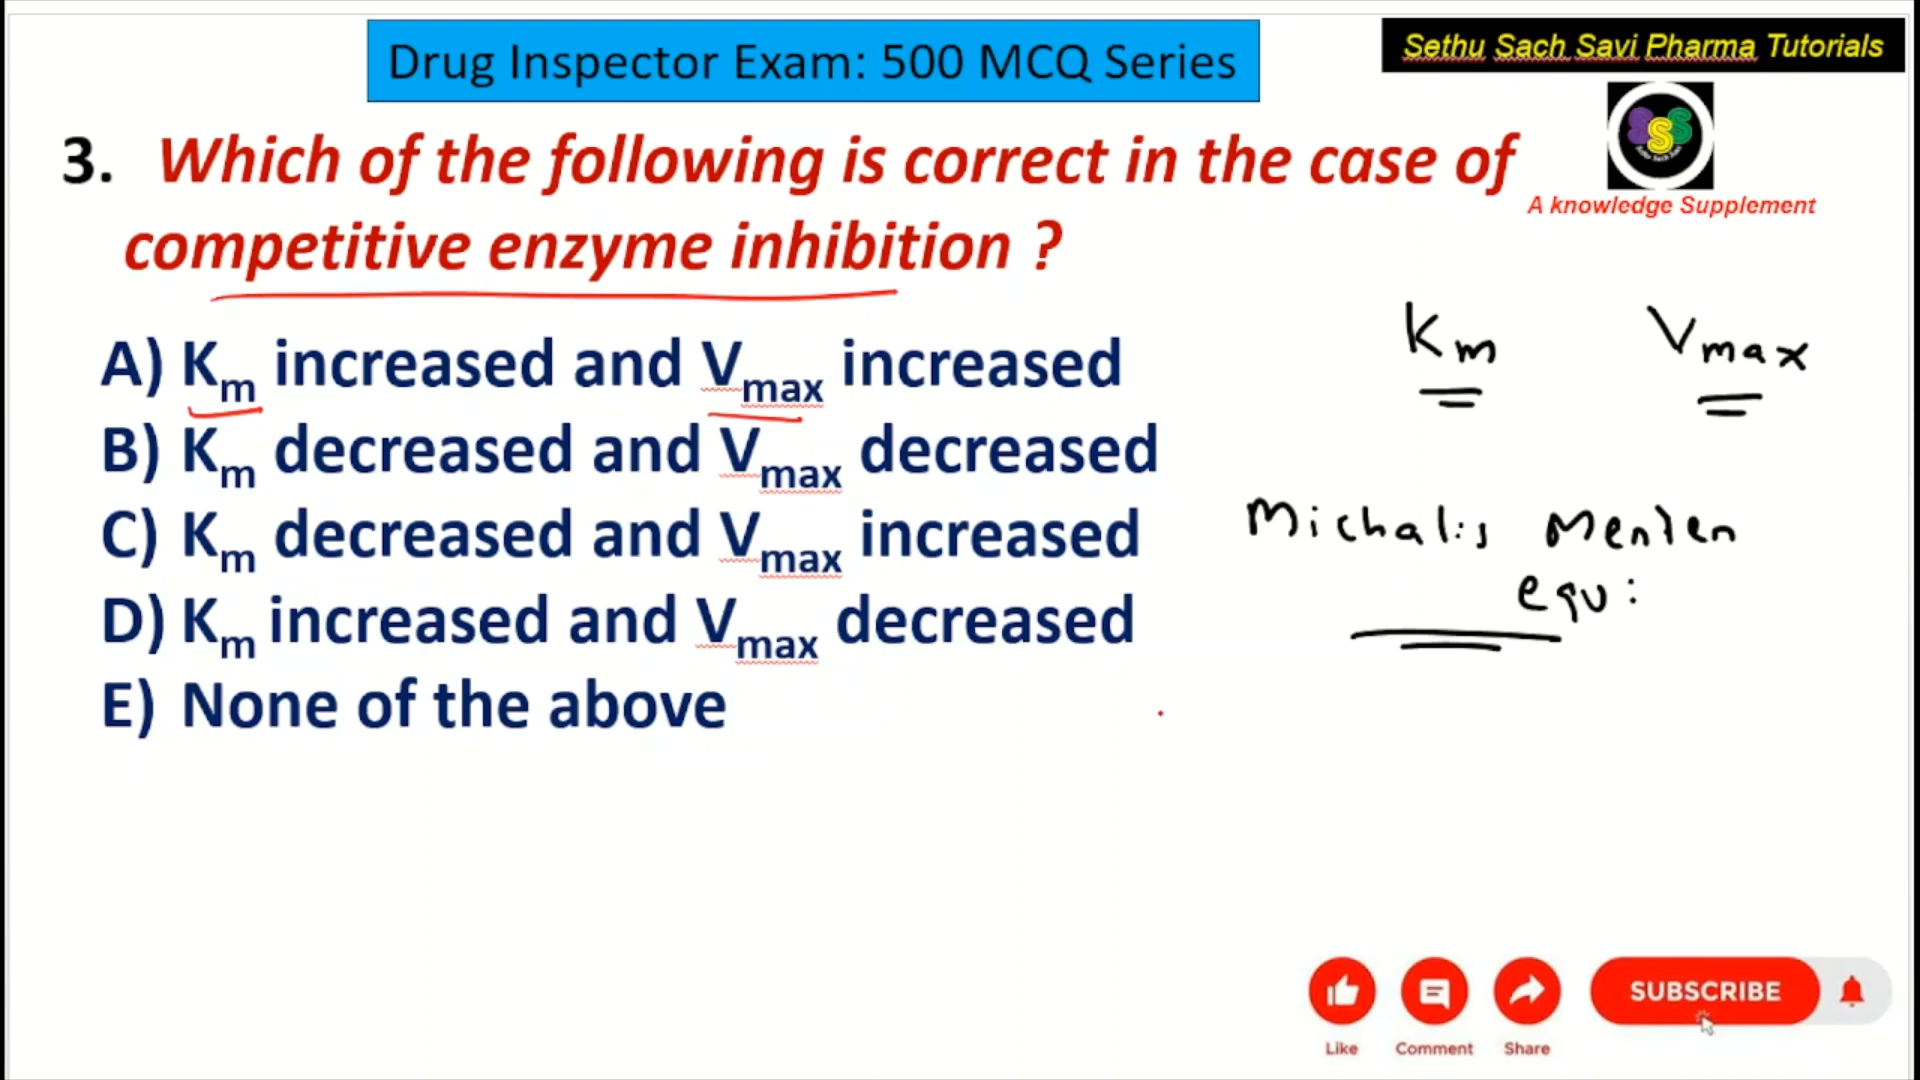 Drug Inspector Exam: 500 MCQ Series
Sethu Sach Savi Pharma Tutorials
SSS
A knowledge Supplement
3. Which of the following is correct in the case of
competitive enzyme inhibition ?
A) Km increased and Vmax increased
B) Km decreased and Vmax decreased
C) Km decreased and Vmax increased
D) Km increased and Vmax decreased
E) None of the above
Km Vmax
Michalis Menten
equ:
Like
Comment
Share
SUBSCRIBE